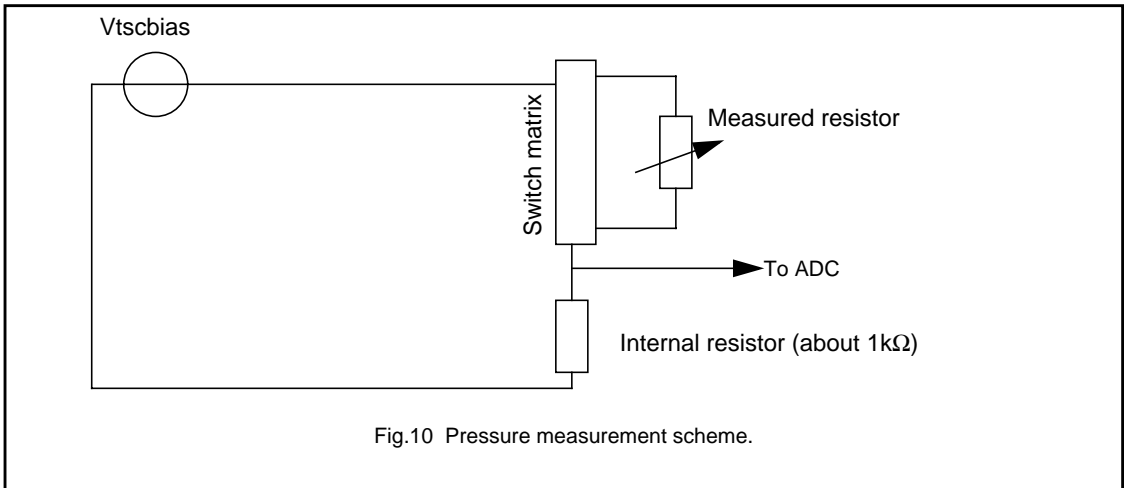 Vtscbias
Switch matrix
Measured resistor
To ADC
Internal resistor (about 1kΩ)
Fig.10 Pressure measurement scheme.